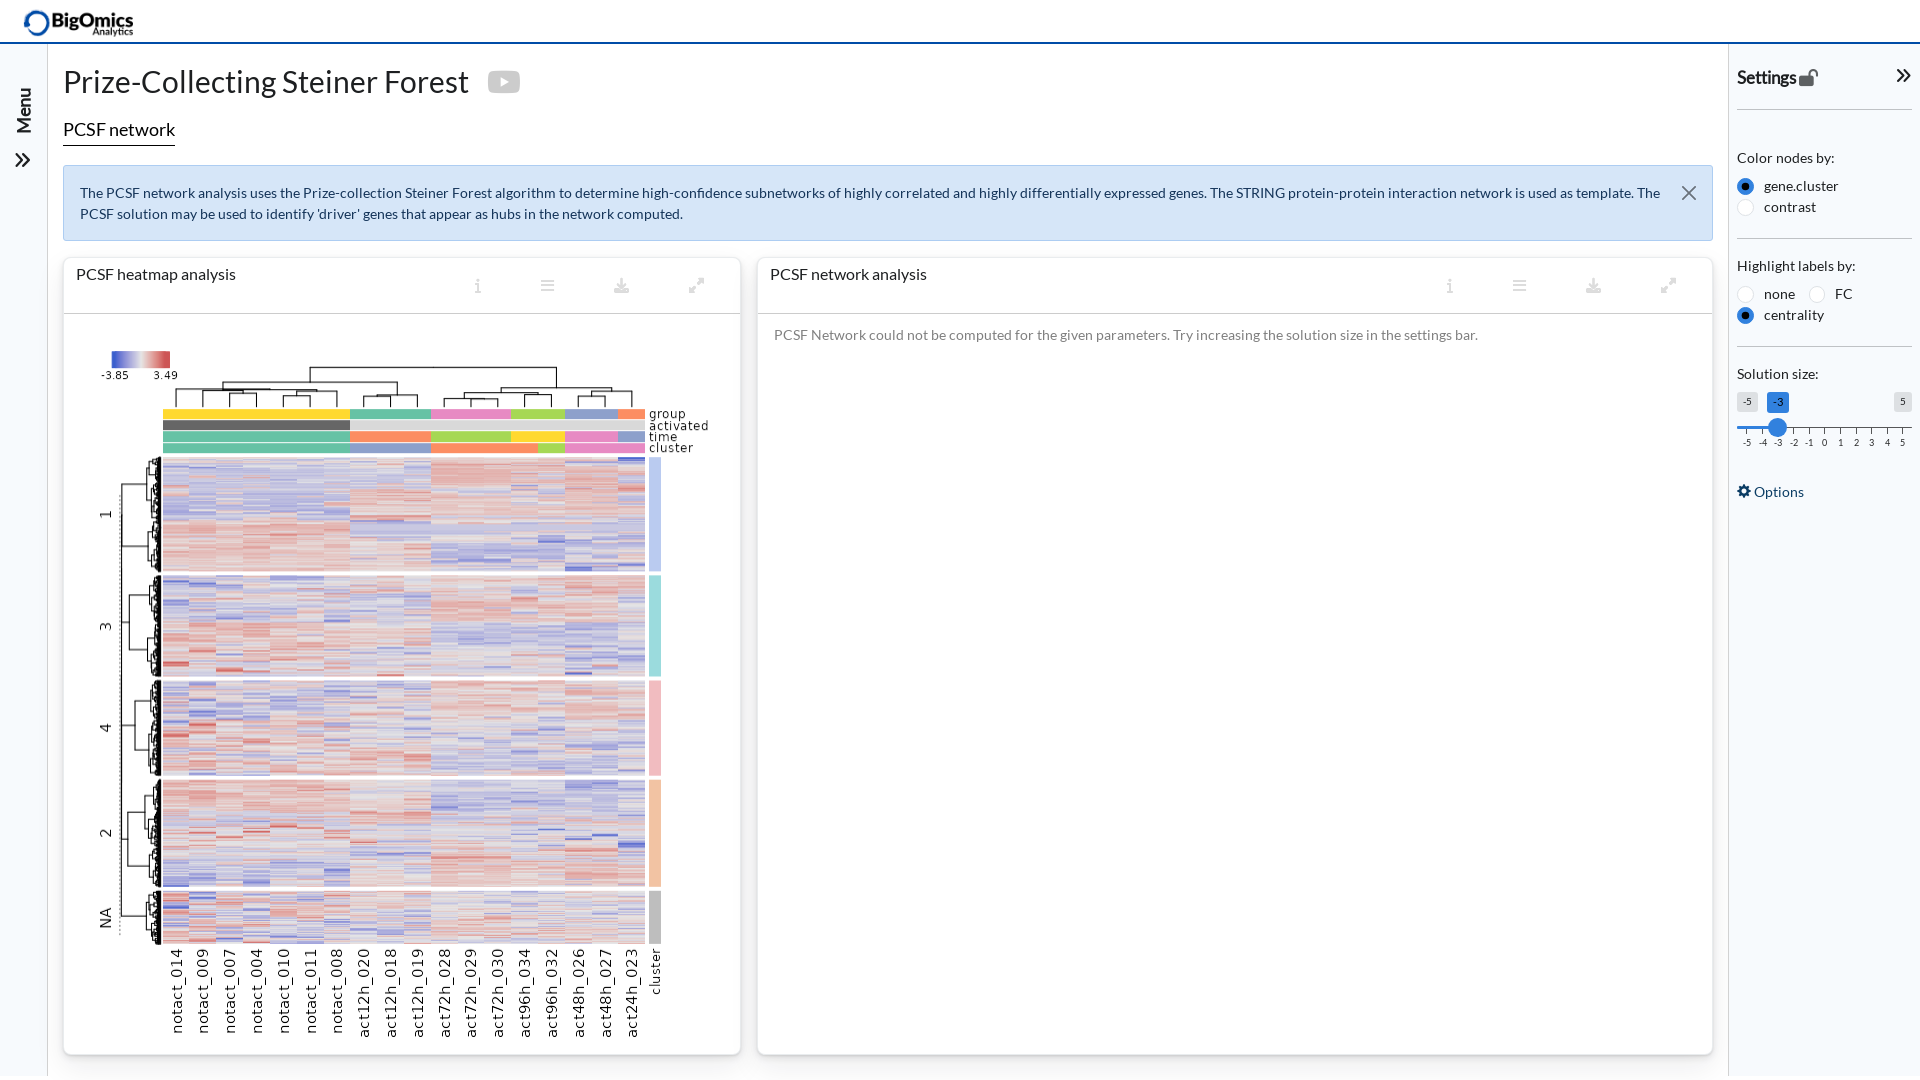 BigOmics
Analytics
Menu
Prize-Collecting Steiner Forest
PCSF network
The PCSF network analysis uses the Prize-collection Steiner Forest algorithm to determine high-confidence subnetworks of highly correlated and highly differentially expressed genes. The STRING protein-protein interaction network is used as template. The
PCSF solution may be used to identify 'driver' genes that appear as hubs in the network computed.
PCSF heatmap analysis
-3.85 3.49
group
activated
time
cluster
1
3
4
2
NA
notact_014
notact_009
notact_007
notact_004
notact_010
notact_011
notact_008
act12h_020
act12h_018
act12h_019
act72h_028
act72h_029
act72h_030
act96h_034
act96h_032
act48h_026
act48h_027
act24h_023
cluster
PCSF network analysis
PCSF Network could not be computed for the given parameters. Try increasing the solution size in the settings bar.
Settings
Color nodes by:
gene.cluster
contrast
Highlight labels by:
none FC
centrality
Solution size:
-5 -3 5
-5 -4 -3 -2 -1 0 1 2 3 4 5
Options